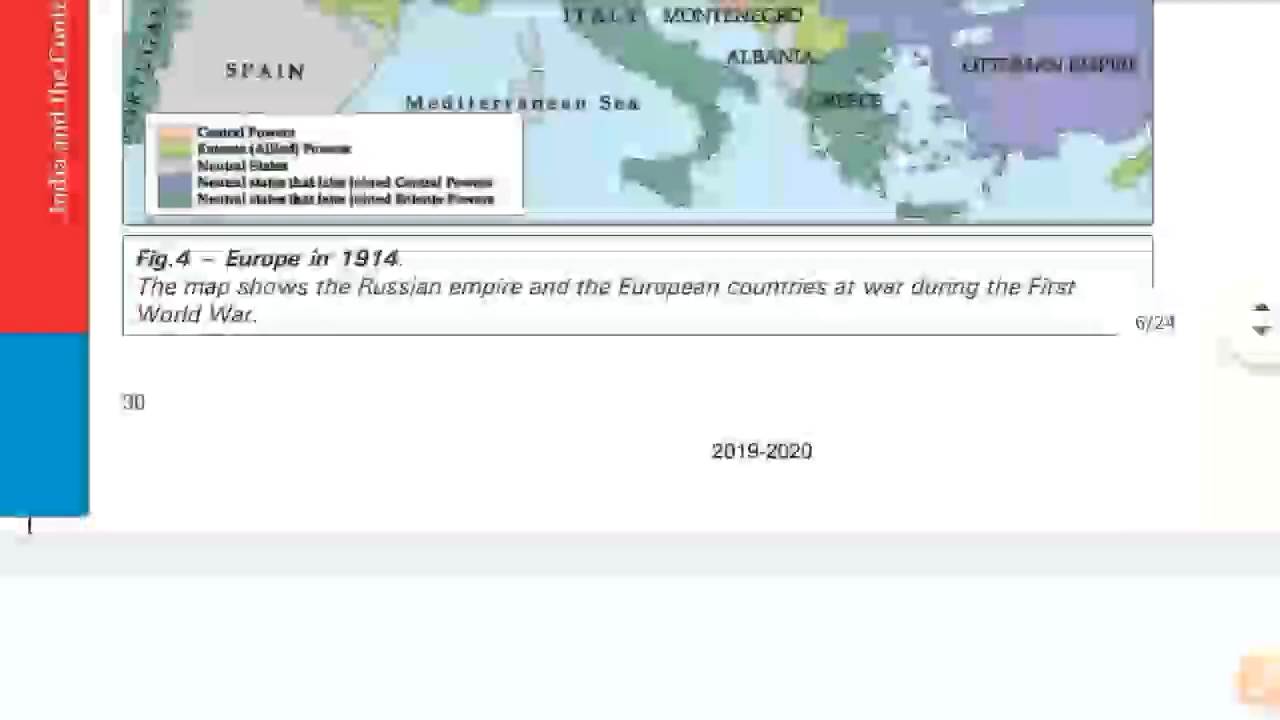 ITALY MONTENEGRO
ALBANIA
OTTOMAN EMPIRE
SPAIN
Mediterranean Sea
GREECE
Central Powers
Entente (Allied) Powers
Neutral States
Neutral states that later joined Central Powers
Neutral states that later joined Entente Powers
India and the
Fig.4 – Europe in 1914.
The map shows the Russian empire and the European countries at war during the First
World War.
6/24
30
2019-2020